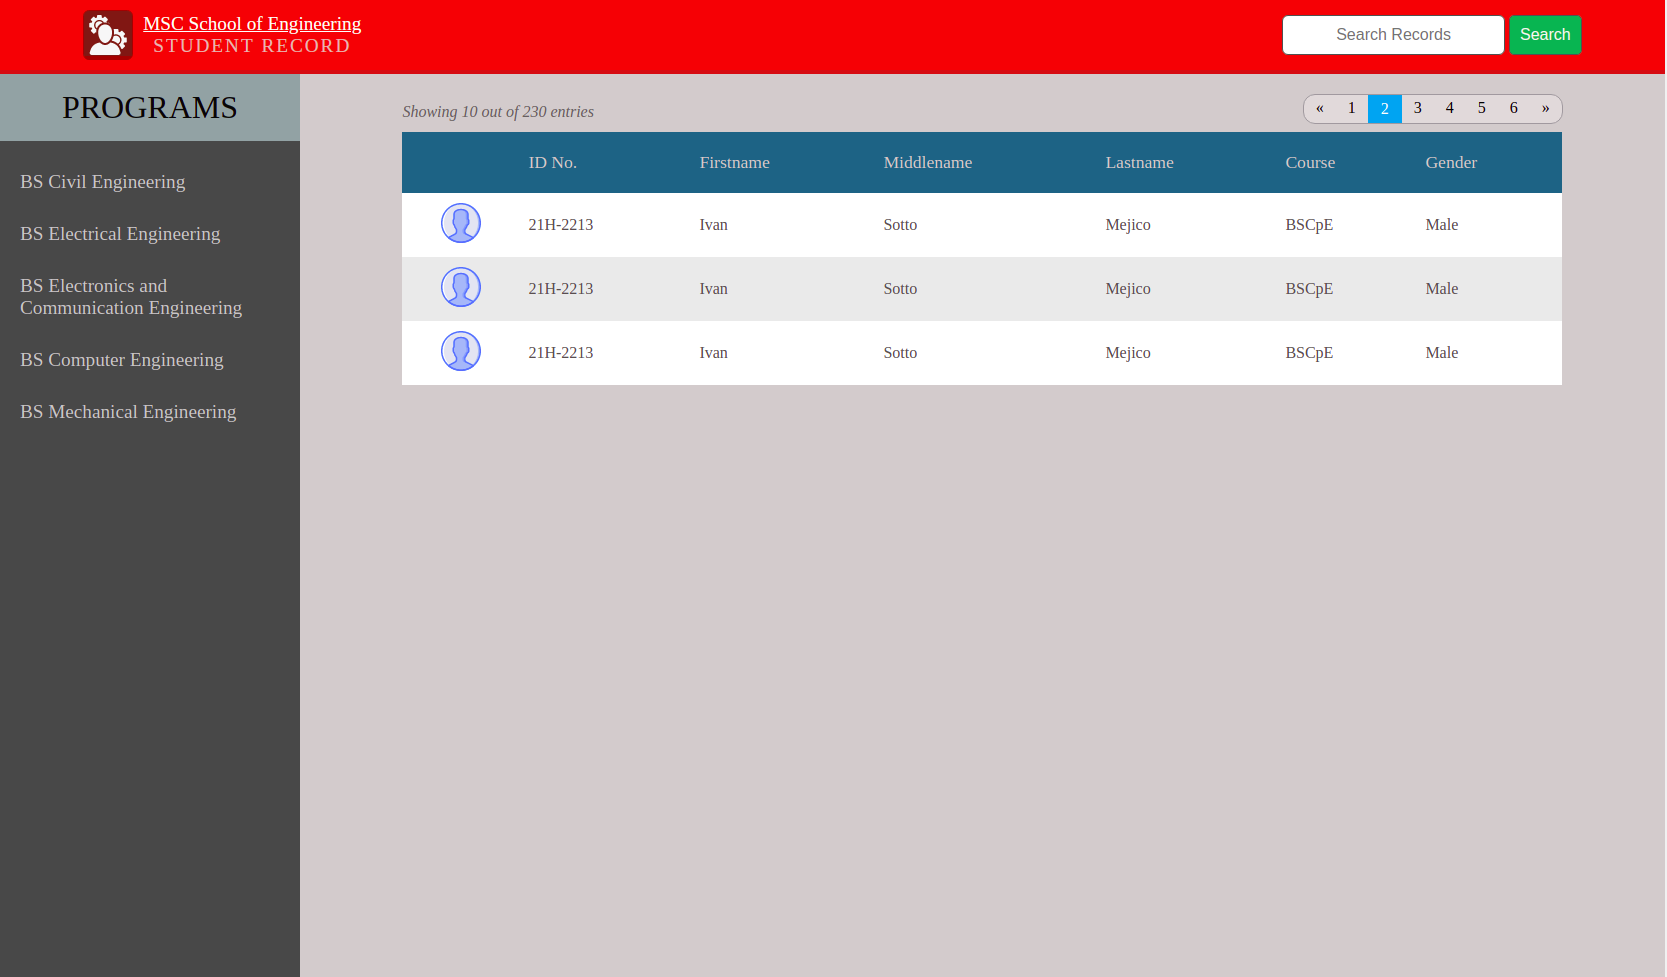 MSC School of Engineering
STUDENT RECORD
Search Records
Search
PROGRAMS
BS Civil Engineering
BS Electrical Engineering
BS Electronics and
Communication Engineering
BS Computer Engineering
BS Mechanical Engineering
Showing 10 out of 230 entries
« 1 2 3 4 5 6 »
ID No. Firstname Middlename Lastname Course Gender
21H-2213 Ivan Sotto Mejico BSCpE Male
21H-2213 Ivan Sotto Mejico BSCpE Male
21H-2213 Ivan Sotto Mejico BSCpE Male